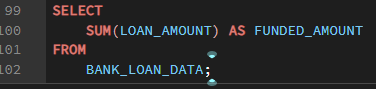 99 SELECT
100 SUM(LOAN_AMOUNT) AS FUNDED_AMOUNT
101 FROM
102 BANK_LOAN_DATA;